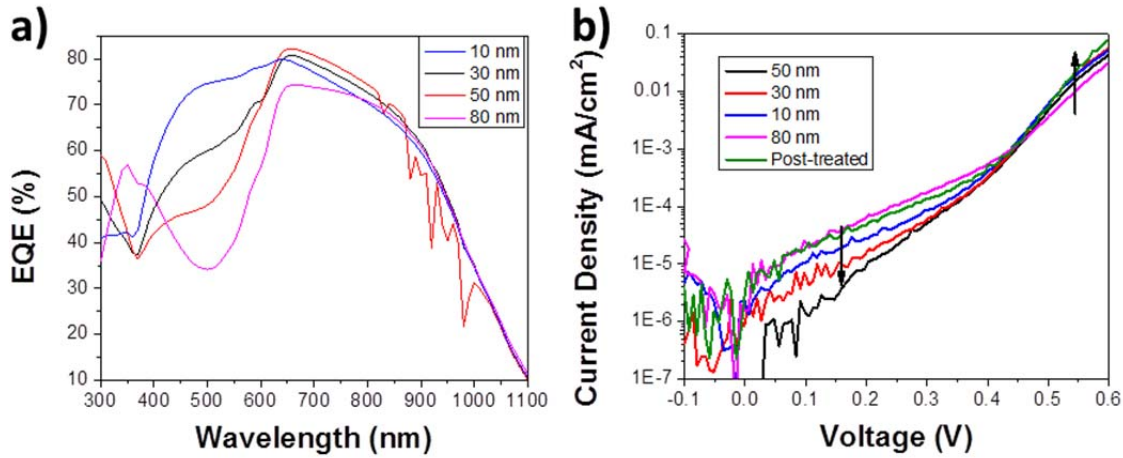 a)
EQE (%)
80
70
60
50
40
30
20
10
300 400 500 600 700 800 900 1000 1100
Wavelength (nm)
10 nm
30 nm
50 nm
80 nm
b)
Current Density (mA/cm²)
0.1
0.01
1E-3
1E-4
1E-5
1E-6
1E-7
-0.1 0.0 0.1 0.2 0.3 0.4 0.5 0.6
Voltage (V)
50 nm
30 nm
10 nm
80 nm
Post-treated